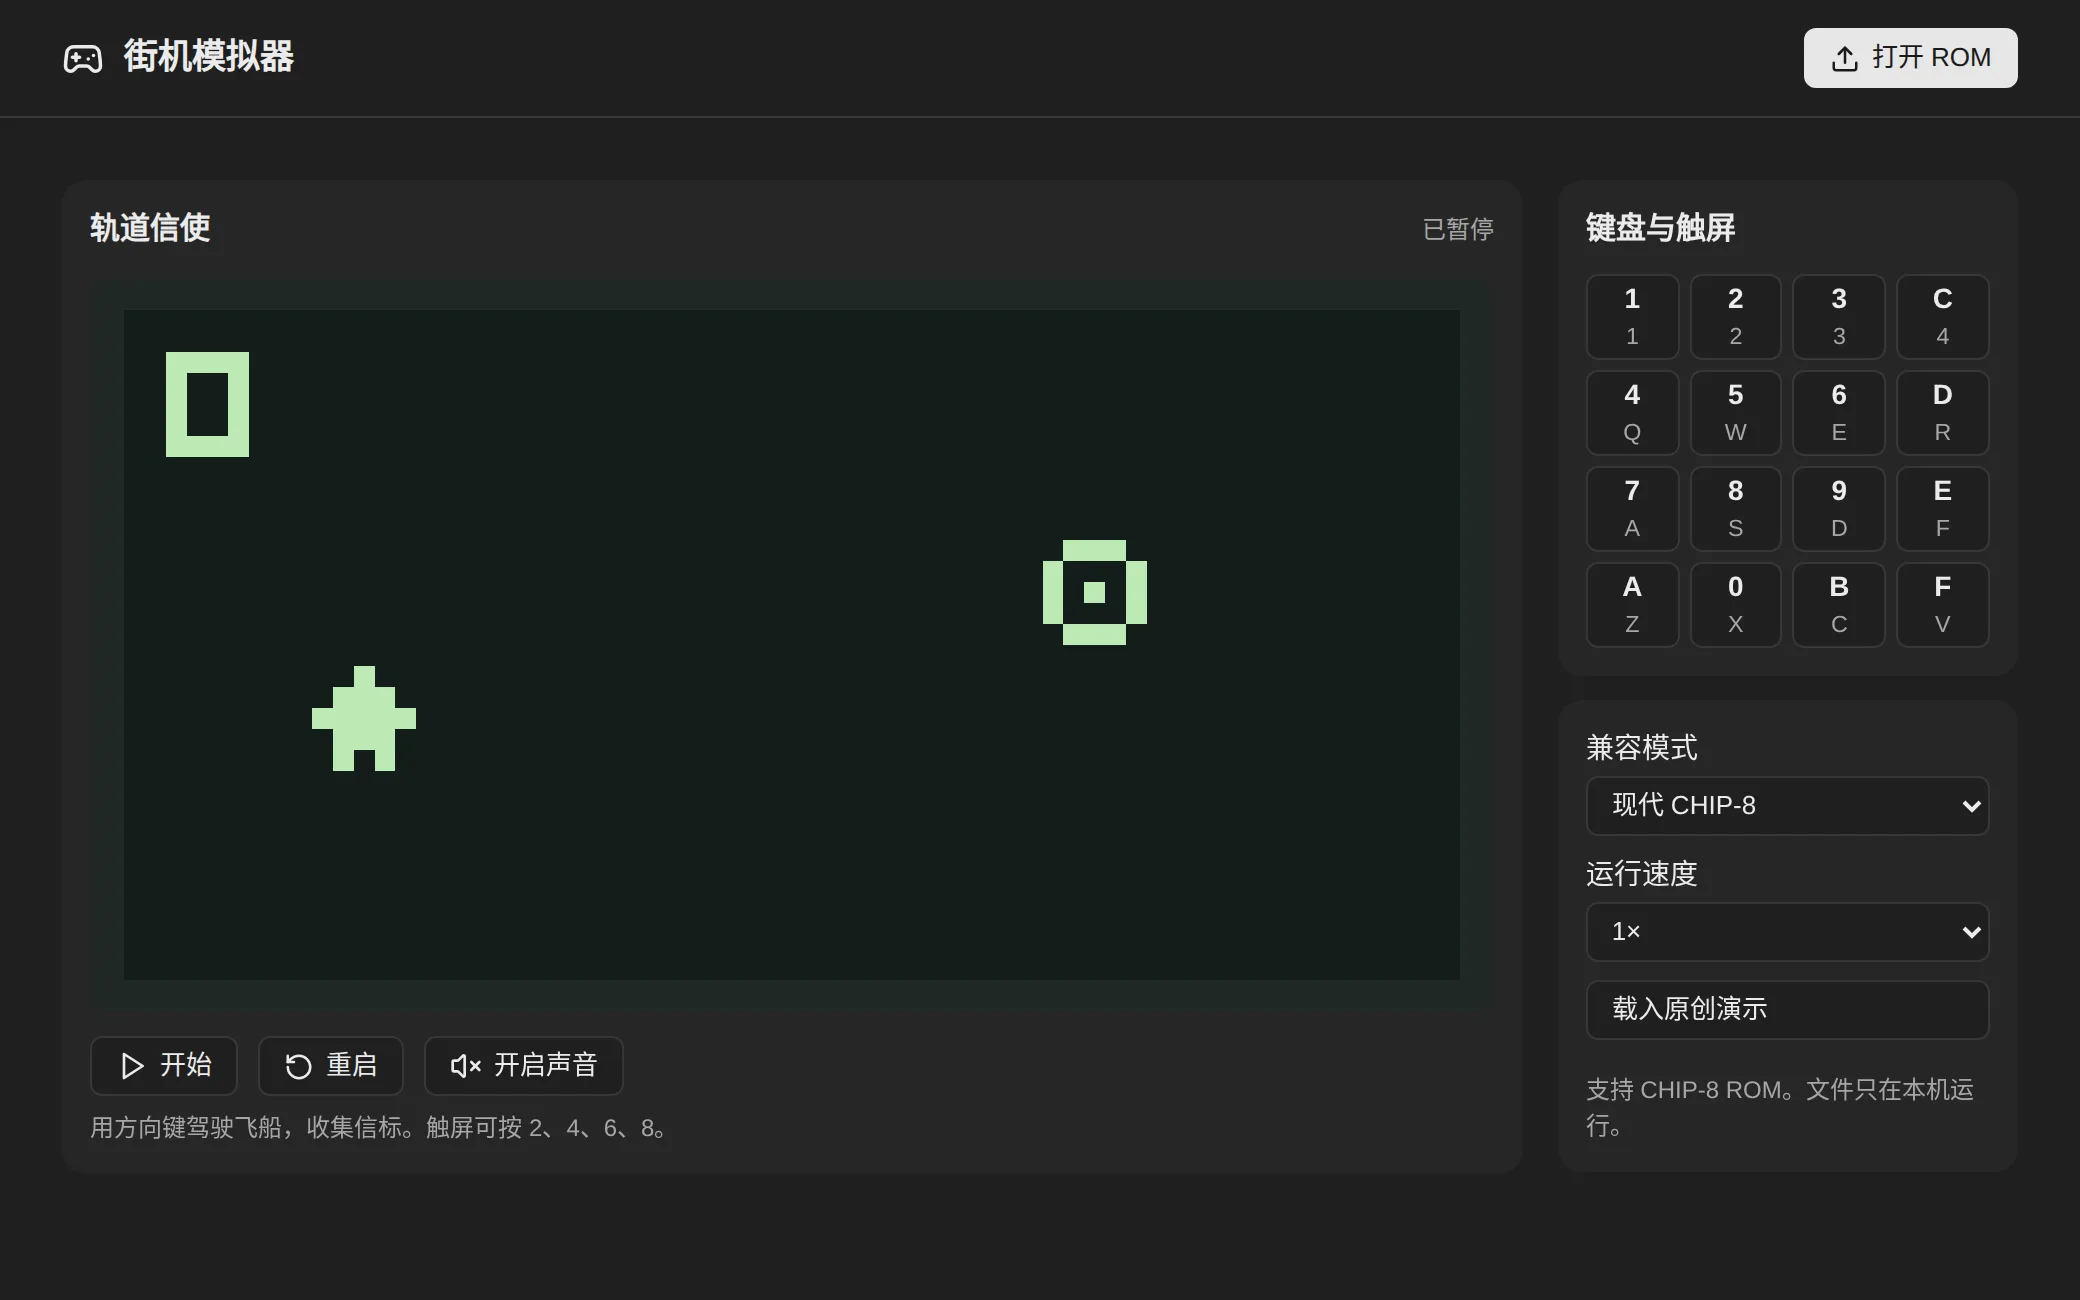 街机模拟器
打开 ROM
轨道信使
已暂停
0
开始
重启
开启声音
用方向键驾驶飞船，收集信标。触屏可按 2、4、6、8。
键盘与触屏
1 2 3 C
1 2 3 4
4 5 6 D
Q W E R
7 8 9 E
A S D F
A 0 B F
Z X C V
兼容模式
现代 CHIP-8
运行速度
1×
载入原创演示
支持 CHIP-8 ROM。文件只在本机运
行。